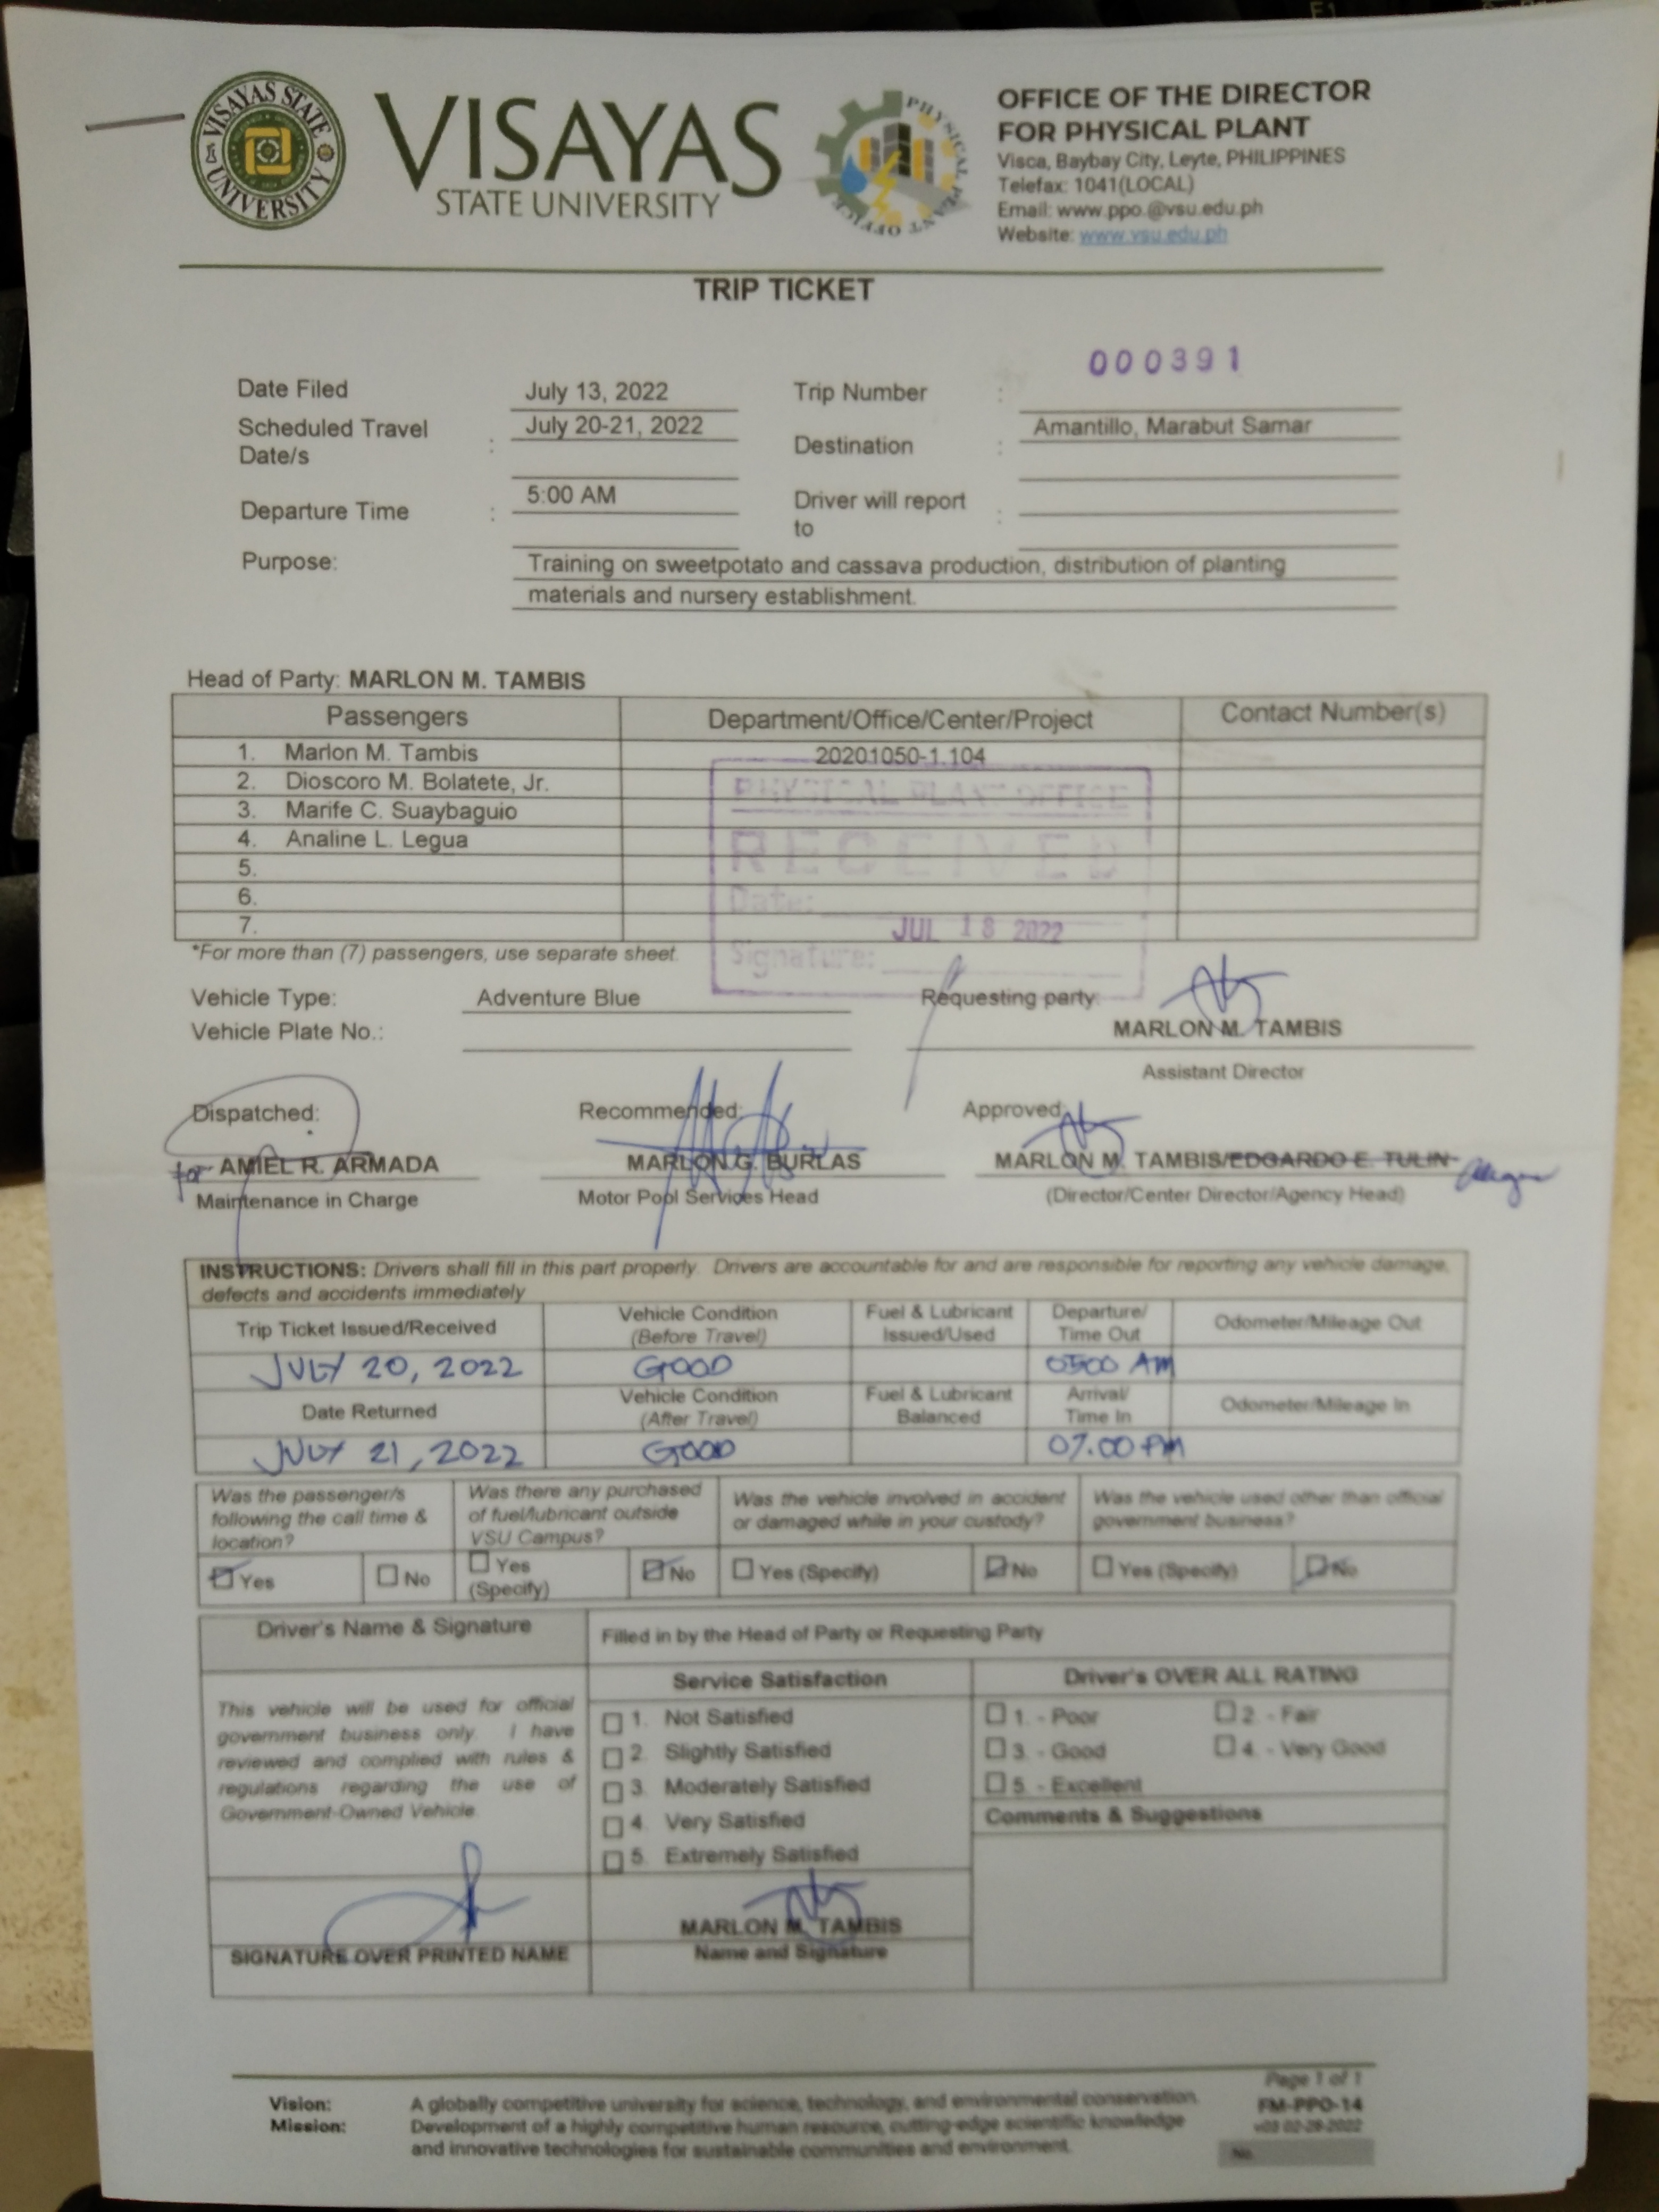 VISAYAS STATE UNIVERSITY
VISAYAS
STATE UNIVERSITY
PHYSICAL PLANT OFFICE
OFFICE OF THE DIRECTOR
FOR PHYSICAL PLANT
Visca, Baybay City, Leyte, PHILIPPINES
Telefax: 1041(LOCAL)
Email: www.ppo.@vsu.edu.ph
Website: www.vsu.edu.ph
TRIP TICKET
000391
Date Filed July 13, 2022 Trip Number :
Scheduled Travel Date/s : July 20-21, 2022 Destination : Amantillo, Marabut Samar
Departure Time : 5:00 AM Driver will report to :
Purpose: Training on sweetpotato and cassava production, distribution of planting
materials and nursery establishment.
Head of Party: MARLON M. TAMBIS
Passengers Department/Office/Center/Project Contact Number(s)
1. Marlon M. Tambis 20201050-1.104
2. Dioscoro M. Bolatete, Jr.
3. Marife C. Suaybaguio
4. Analine L. Legua
5.
6.
7.
PHYSICAL PLANT OFFICE
RECEIVED
Date:
JUL 18 2022
Signature:
*For more than (7) passengers, use separate sheet.
Vehicle Type: Adventure Blue Requesting party:
Vehicle Plate No.: MARLON M. TAMBIS
Assistant Director
Dispatched: Recommended: Approved:
for AMIEL R. ARMADA MARLON G. BURLAS MARLON M. TAMBIS/EDGARDO E. TULIN
Maintenance in Charge Motor Pool Services Head (Director/Center Director/Agency Head)
INSTRUCTIONS: Drivers shall fill in this part properly. Drivers are accountable for and are responsible for reporting any vehicle damage,
defects and accidents immediately
Trip Ticket Issued/Received Vehicle Condition (Before Travel) Fuel & Lubricant Issued/Used Departure/ Time Out Odometer/Mileage Out
JULY 20, 2022 GOOD 0500 AM
Date Returned Vehicle Condition (After Travel) Fuel & Lubricant Balanced Arrival/ Time In Odometer/Mileage In
JULY 21, 2022 GOOD 07.00 PM
Was the passenger/s following the call time & location? Was there any purchased of fuel/lubricant outside VSU Campus? Was the vehicle involved in accident or damaged while in your custody? Was the vehicle used other than official government business?
Yes No Yes (Specify) No Yes (Specify) No Yes (Specify) No
Driver's Name & Signature Filled in by the Head of Party or Requesting Party
Service Satisfaction Driver's OVER ALL RATING
This vehicle will be used for official
government business only. I have
reviewed and complied with rules &
regulations regarding the use of
Government-Owned Vehicle.
1. Not Satisfied
2. Slightly Satisfied
3. Moderately Satisfied
4. Very Satisfied
5. Extremely Satisfied
1. - Poor 2. - Fair
3. - Good 4. - Very Good
5. - Excellent
Comments & Suggestions
MARLON M. TAMBIS
SIGNATURE OVER PRINTED NAME Name and Signature
Page 1 of 1
Vision: A globally competitive university for science, technology, and environmental conservation. FM-PPO-14
Mission: Development of a highly competitive human resource, cutting-edge scientific knowledge v03 02-28-2022
and innovative technologies for sustainable communities and environment. No.